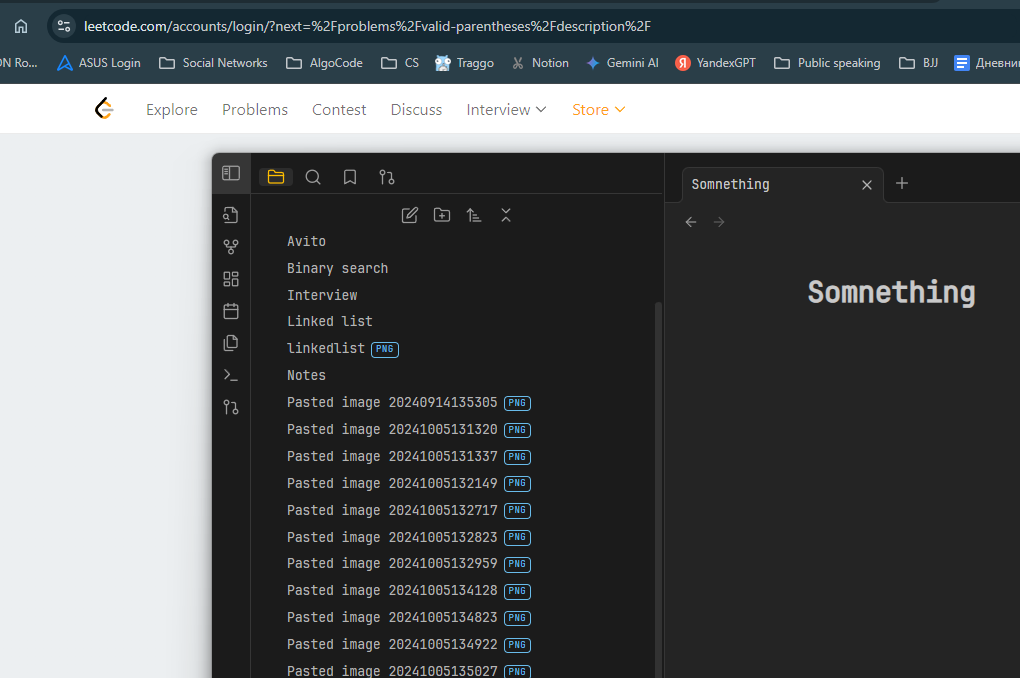 leetcode.com/accounts/login/?next=%2Fproblems%2Fvalid-parentheses%2Fdescription%2F
N Ro... ASUS Login Social Networks AlgoCode CS Traggo Notion Gemini AI YandexGPT Public speaking BJJ Дневни
Explore Problems Contest Discuss Interview Store
Somnething
Avito
Binary search
Interview
Linked list
linkedlist PNG
Notes
Pasted image 20240914135305 PNG
Pasted image 20241005131320 PNG
Pasted image 20241005131337 PNG
Pasted image 20241005132149 PNG
Pasted image 20241005132717 PNG
Pasted image 20241005132823 PNG
Pasted image 20241005132959 PNG
Pasted image 20241005134128 PNG
Pasted image 20241005134823 PNG
Pasted image 20241005134922 PNG
Pasted image 20241005135027 PNG
Somnething